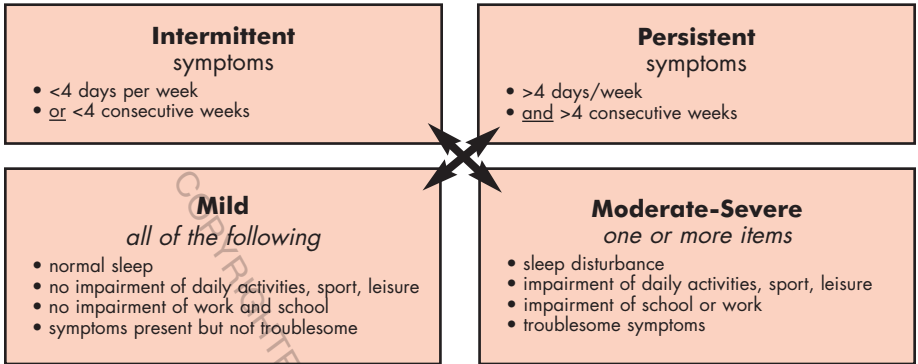 Intermittent
symptoms
• <4 days per week
• or <4 consecutive weeks
Persistent
symptoms
• >4 days/week
• and >4 consecutive weeks
Mild
all of the following
• normal sleep
• no impairment of daily activities, sport, leisure
• no impairment of work and school
• symptoms present but not troublesome
Moderate-Severe
one or more items
• sleep disturbance
• impairment of daily activities, sport, leisure
• impairment of school or work
• troublesome symptoms